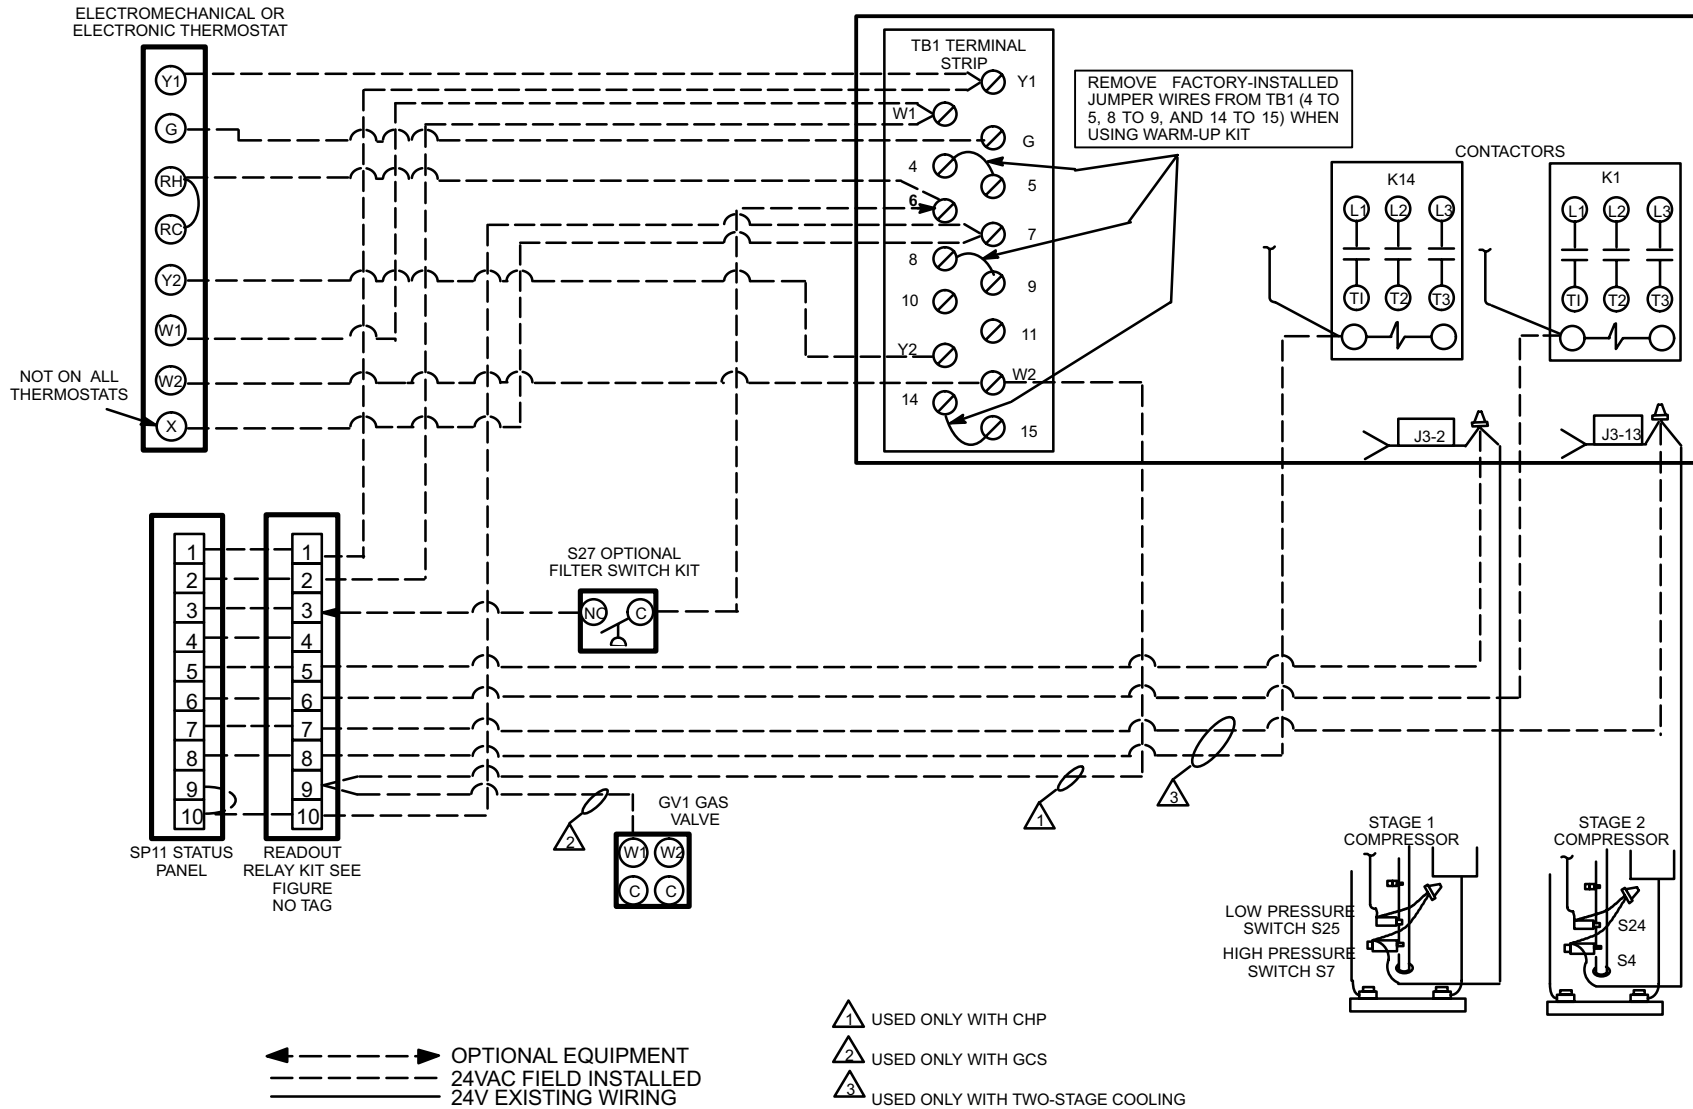 ELECTROMECHANICAL OR
ELECTRONIC THERMOSTAT
Y1
G
RH
RC
Y2
W1
W2
X
NOT ON ALL
THERMOSTATS
TB1 TERMINAL
STRIP
Y1
W1
G
4
5
6
7
8
9
10
11
Y2
W2
14
15
REMOVE FACTORY-INSTALLED
JUMPER WIRES FROM TB1 (4 TO
5, 8 TO 9, AND 14 TO 15) WHEN
USING WARM-UP KIT
CONTACTORS
K14
L1 L2 L3
T1 T2 T3
K1
L1 L2 L3
T1 T2 T3
J3-2
J3-13
1 1
2 2
3 3
4 4
5 5
6 6
7 7
8 8
9 9
10 10
SP11 STATUS
PANEL
READOUT
RELAY KIT SEE
FIGURE
NO TAG
S27 OPTIONAL
FILTER SWITCH KIT
NO C
GV1 GAS
VALVE
W1 W2
C C
2
1
3
STAGE 1
COMPRESSOR
STAGE 2
COMPRESSOR
LOW PRESSURE
SWITCH S25
HIGH PRESSURE
SWITCH S7
S24
S4
OPTIONAL EQUIPMENT
24VAC FIELD INSTALLED
24V EXISTING WIRING
1 USED ONLY WITH CHP
2 USED ONLY WITH GCS
3 USED ONLY WITH TWO-STAGE COOLING